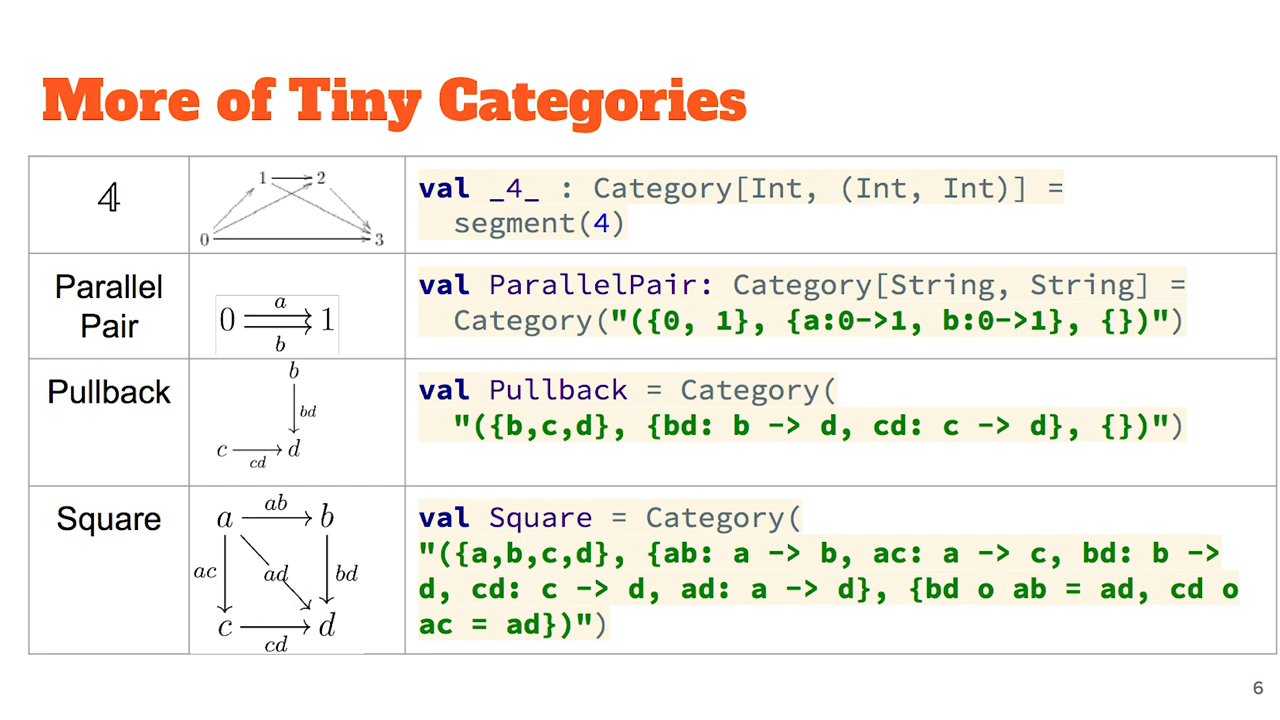 More of Tiny Categories
𝟜
1
2
0
3
val _4_ : Category[Int, (Int, Int)] =
segment(4)
Parallel
Pair
a
0
1
b
val ParallelPair: Category[String, String] =
Category("({0, 1}, {a:0->1, b:0->1}, {})")
Pullback
b
bd
c
d
cd
val Pullback = Category(
"({b,c,d}, {bd: b -> d, cd: c -> d}, {})")
Square
ab
a
b
ac
ad
bd
c
d
cd
val Square = Category(
"({a,b,c,d}, {ab: a -> b, ac: a -> c, bd: b ->
d, cd: c -> d, ad: a -> d}, {bd o ab = ad, cd o
ac = ad})")
6